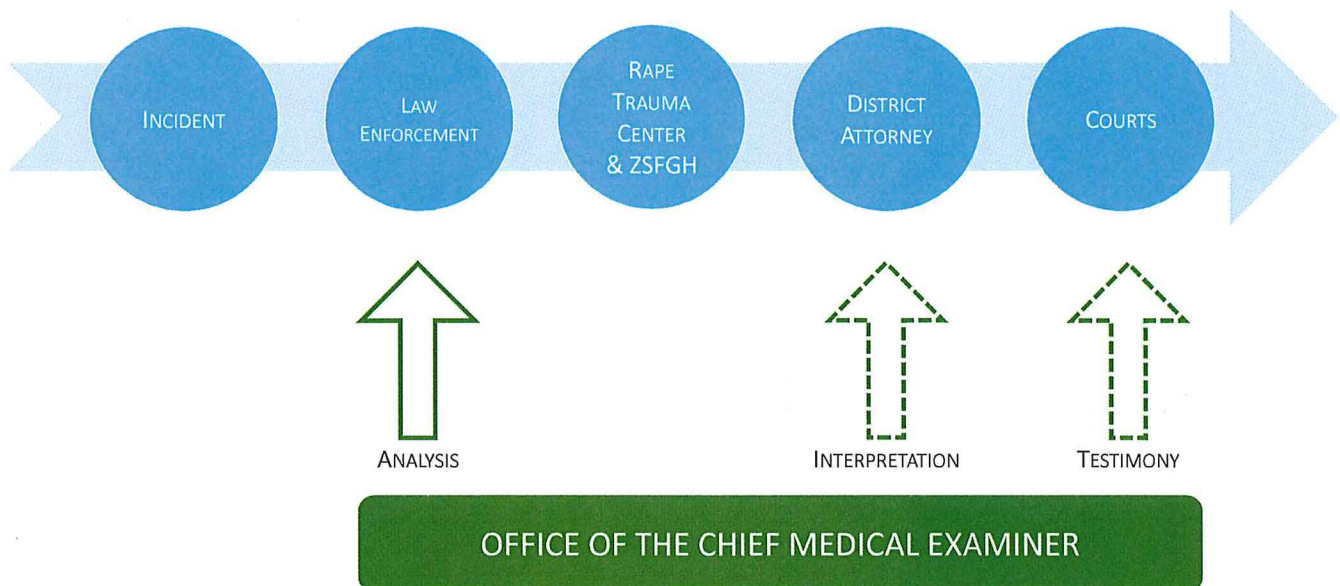 INCIDENT
LAW
ENFORCEMENT
RAPE
TRAUMA
CENTER
& ZSFGH
DISTRICT
ATTORNEY
COURTS
ANALYSIS
INTERPRETATION
TESTIMONY
OFFICE OF THE CHIEF MEDICAL EXAMINER